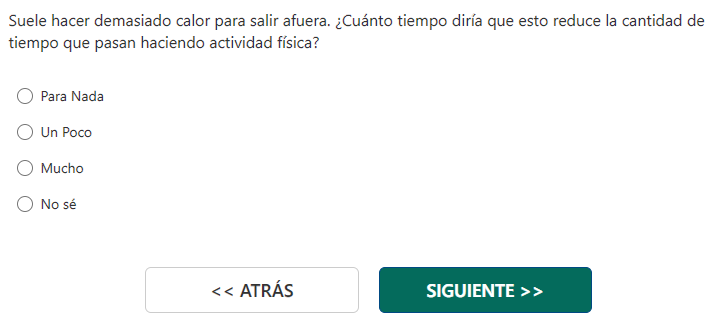 Suele hacer demasiado calor para salir afuera. ¿Cuánto tiempo diría que esto reduce la cantidad de
tiempo que pasan haciendo actividad física?
Para Nada
Un Poco
Mucho
No sé
<< ATRÁS
SIGUIENTE >>